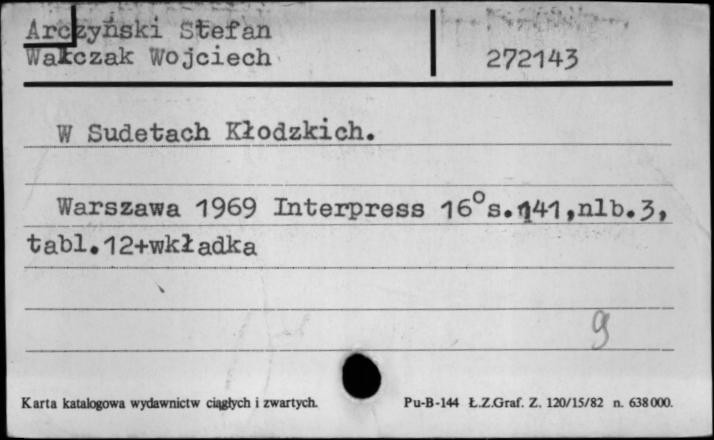 Arczyński Stefan
Walczak Wojciech
272143
W Sudetach Kłodzkich.
Warszawa 1969 Interpress 16° s.141,nlb.3,
tabl.12+wkładka
9
Karta katalogowa wydawnictw ciągłych i zwartych.
Pu-B-144 Ł.Z.Graf. Z. 120/15/82 n. 638000.